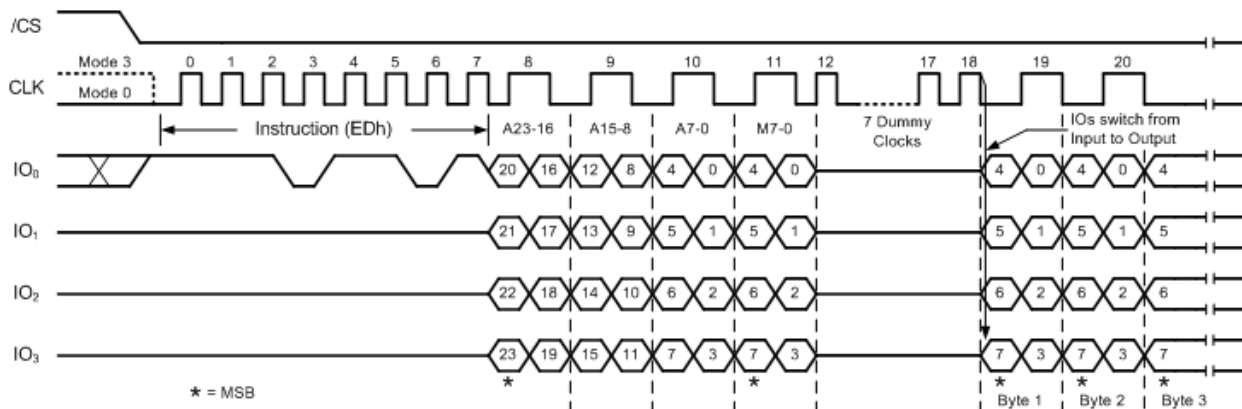 /CS
Mode 3 0 1 2 3 4 5 6 7 8 9 10 11 12 17 18 19 20
CLK
Mode 0
Instruction (EDh) A23-16 A15-8 A7-0 M7-0 7 Dummy Clocks IOs switch from Input to Output
IO₀ 20 16 12 8 4 0 4 0 4 0 4 0 4
IO₁ 21 17 13 9 5 1 5 1 5 1 5 1 5
IO₂ 22 18 14 10 6 2 6 2 6 2 6 2 6
IO₃ 23 19 15 11 7 3 7 3 7 3 7 3 7
* * * * *
* = MSB Byte 1 Byte 2 Byte 3